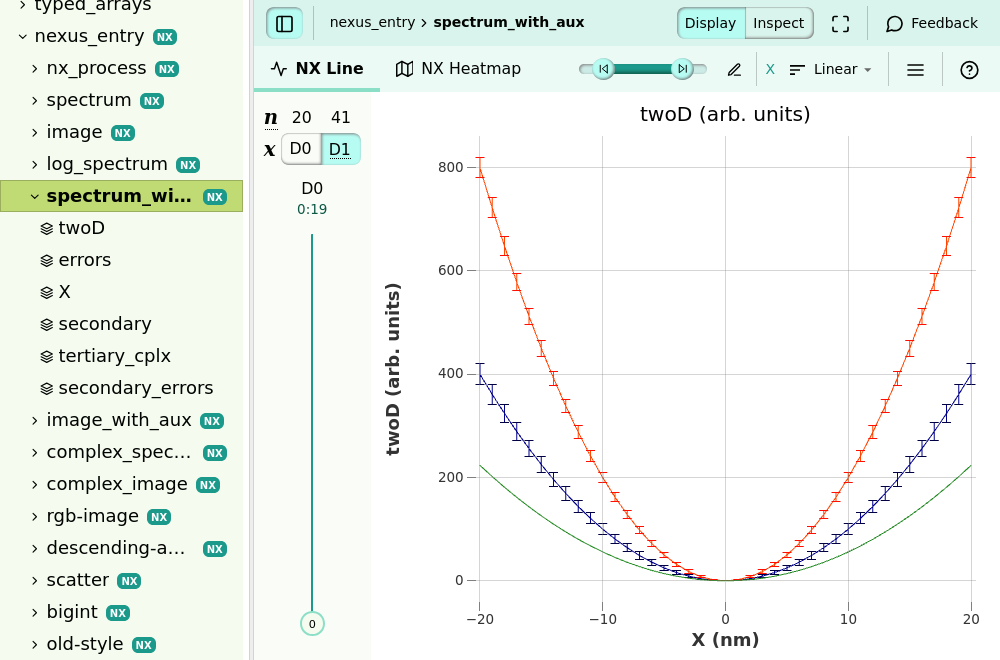 typed_arrays
nexus_entry NX
nx_process NX
spectrum NX
image NX
log_spectrum NX
spectrum_wi... NX
twoD
errors
X
secondary
tertiary_cplx
secondary_errors
image_with_aux NX
complex_spec... NX
complex_image NX
rgb-image NX
descending-a... NX
scatter NX
bigint NX
old-style NX
nexus_entry › spectrum_with_aux
Display Inspect
Feedback
NX Line NX Heatmap
X Linear
n 20 41
x D0 D1
D0
0:19
0
twoD (arb. units)
800
600
400
200
0
twoD (arb. units)
−20 −10 0 10 20
X (nm)